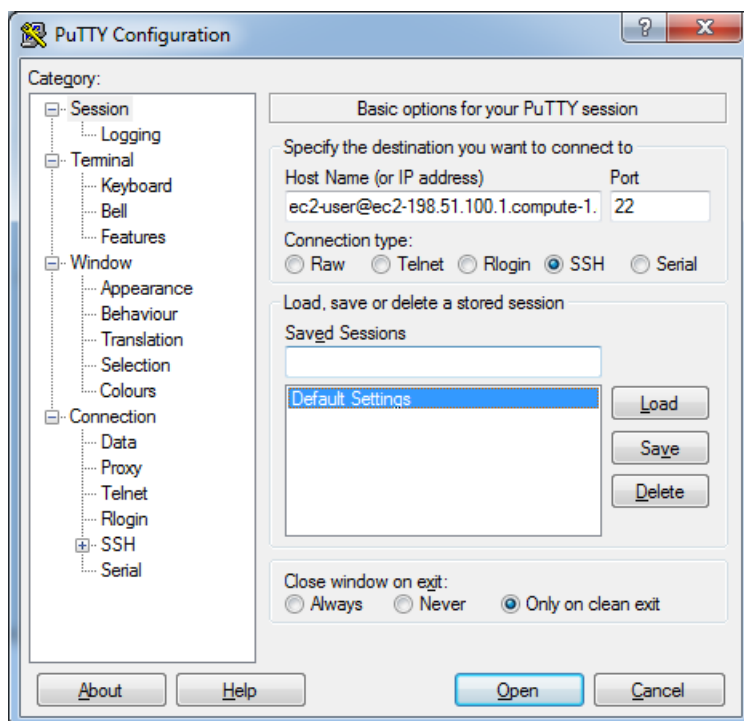 PuTTY Configuration
Category:
Session
Logging
Terminal
Keyboard
Bell
Features
Window
Appearance
Behaviour
Translation
Selection
Colours
Connection
Data
Proxy
Telnet
Rlogin
SSH
Serial
Basic options for your PuTTY session
Specify the destination you want to connect to
Host Name (or IP address) Port
ec2-user@ec2-198.51.100.1.compute-1. 22
Connection type:
Raw Telnet Rlogin SSH Serial
Load, save or delete a stored session
Saved Sessions
Default Settings
Load
Save
Delete
Close window on exit:
Always Never Only on clean exit
About Help Open Cancel